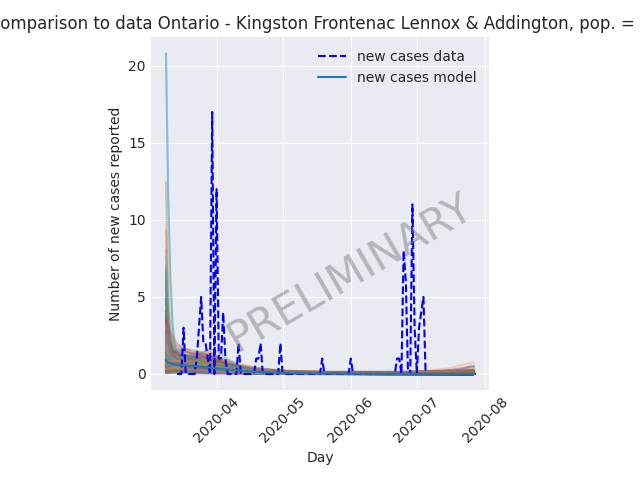 omparison to data Ontario - Kingston Frontenac Lennox & Addington, pop. =
new cases data
new cases model
Number of new cases reported
20
15
10
5
0
PRELIMINARY
2020-04
2020-05
2020-06
2020-07
2020-08
Day